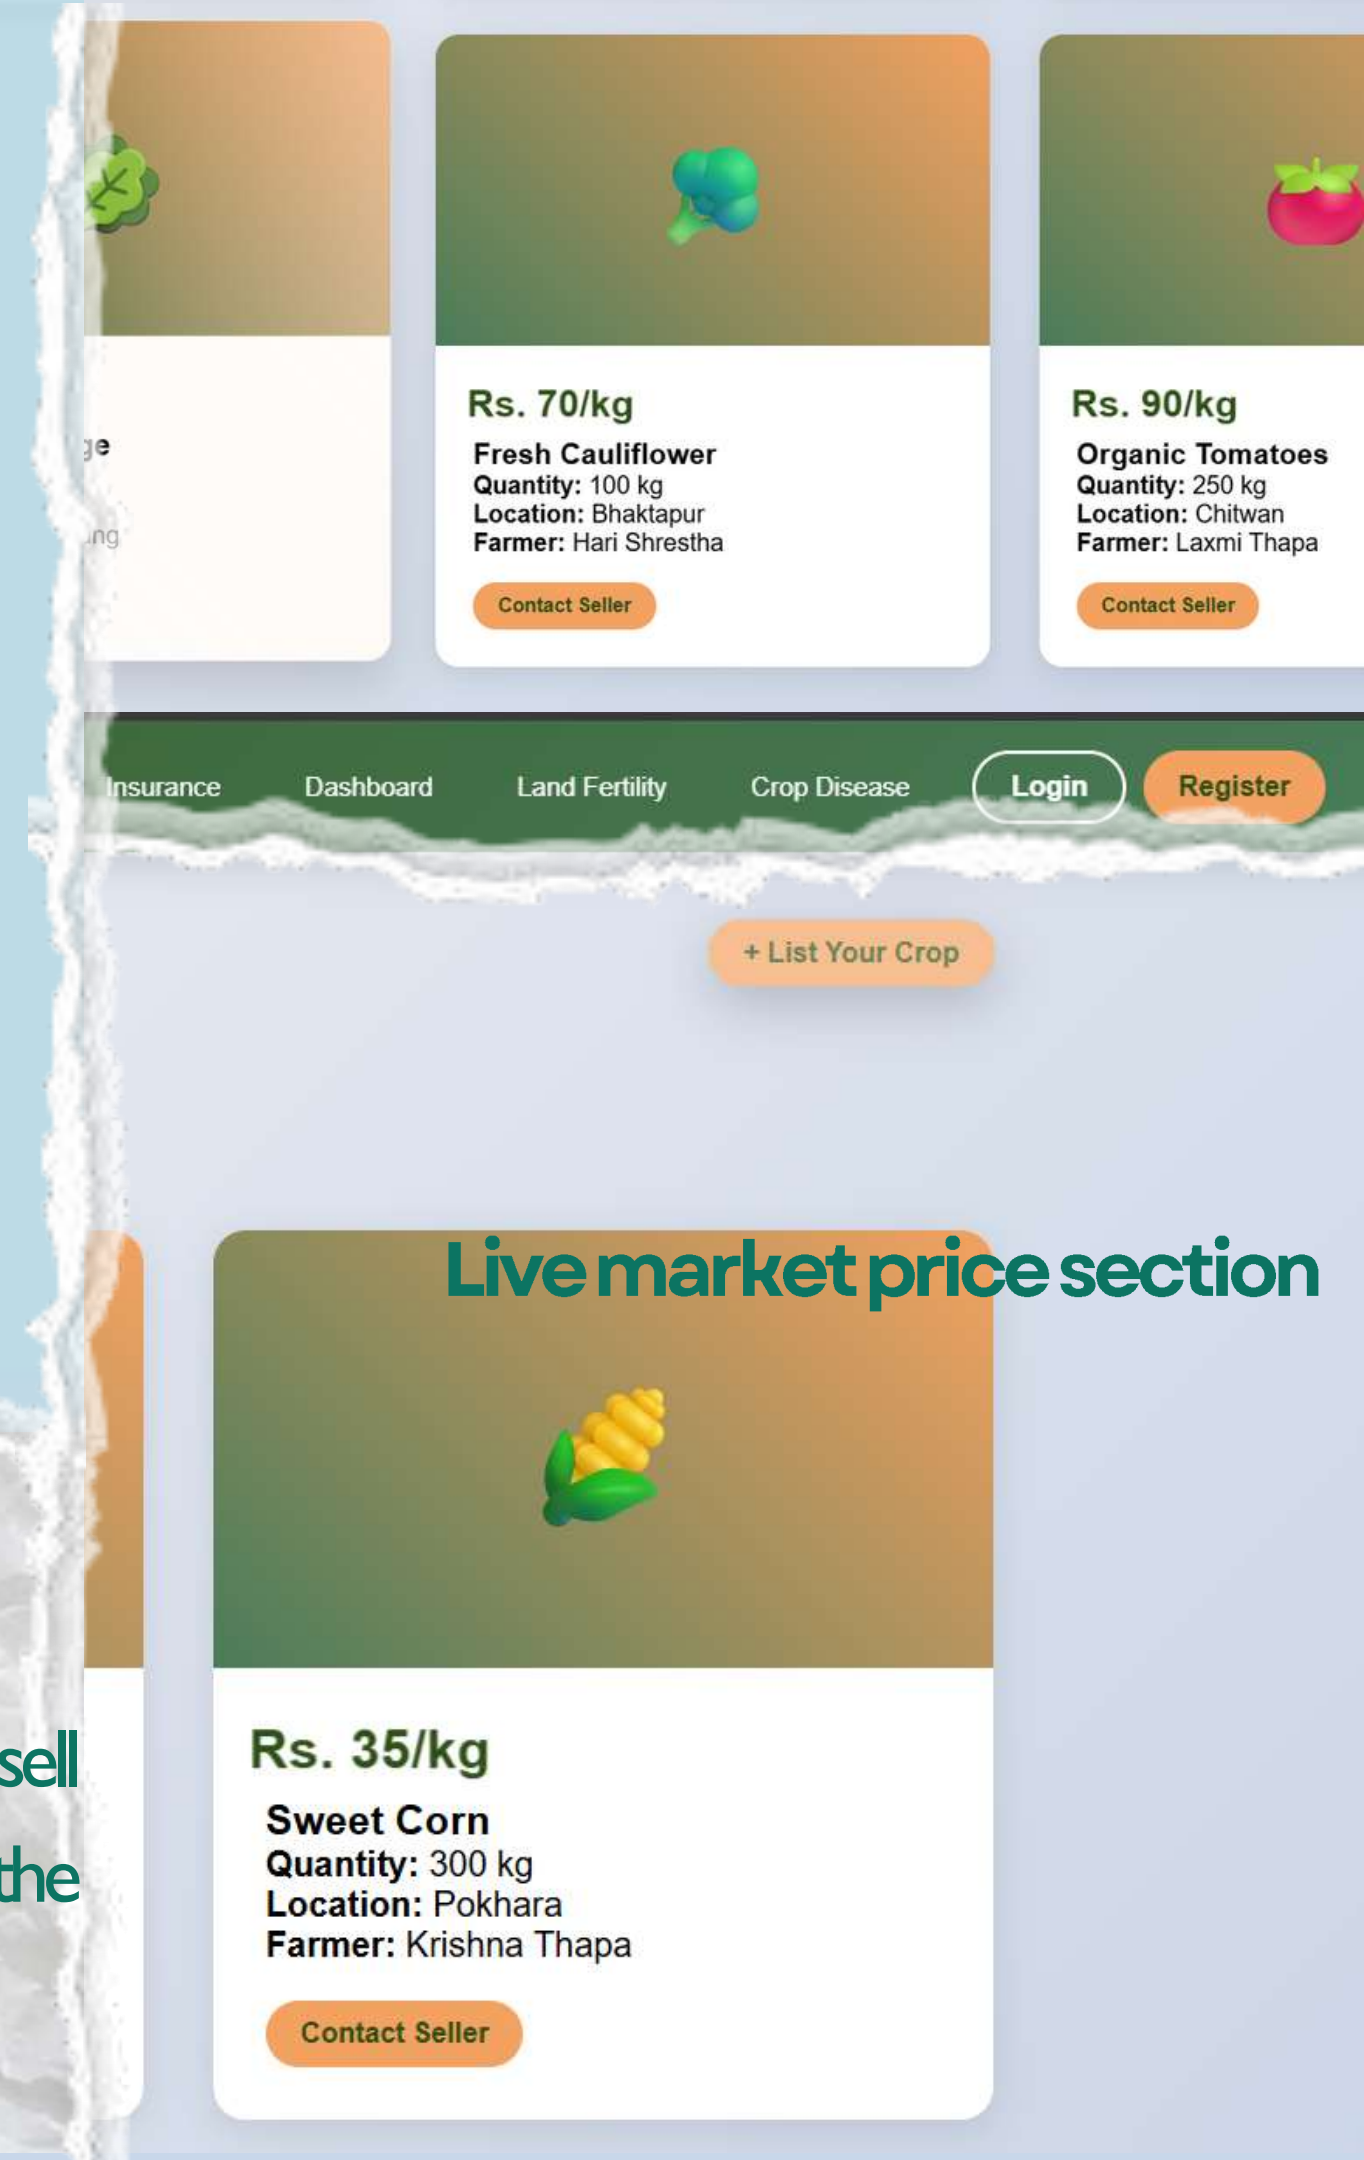 Rs. 70/kg
Fresh Cauliflower
Quantity: 100 kg
Location: Bhaktapur
Farmer: Hari Shrestha
Contact Seller
Rs. 90/kg
Organic Tomatoes
Quantity: 250 kg
Location: Chitwan
Farmer: Laxmi Thapa
Contact Seller
Insurance Dashboard Land Fertility Crop Disease Login Register
+ List Your Crop
Live market price section
Rs. 35/kg
Sweet Corn
Quantity: 300 kg
Location: Pokhara
Farmer: Krishna Thapa
Contact Seller
sell
the